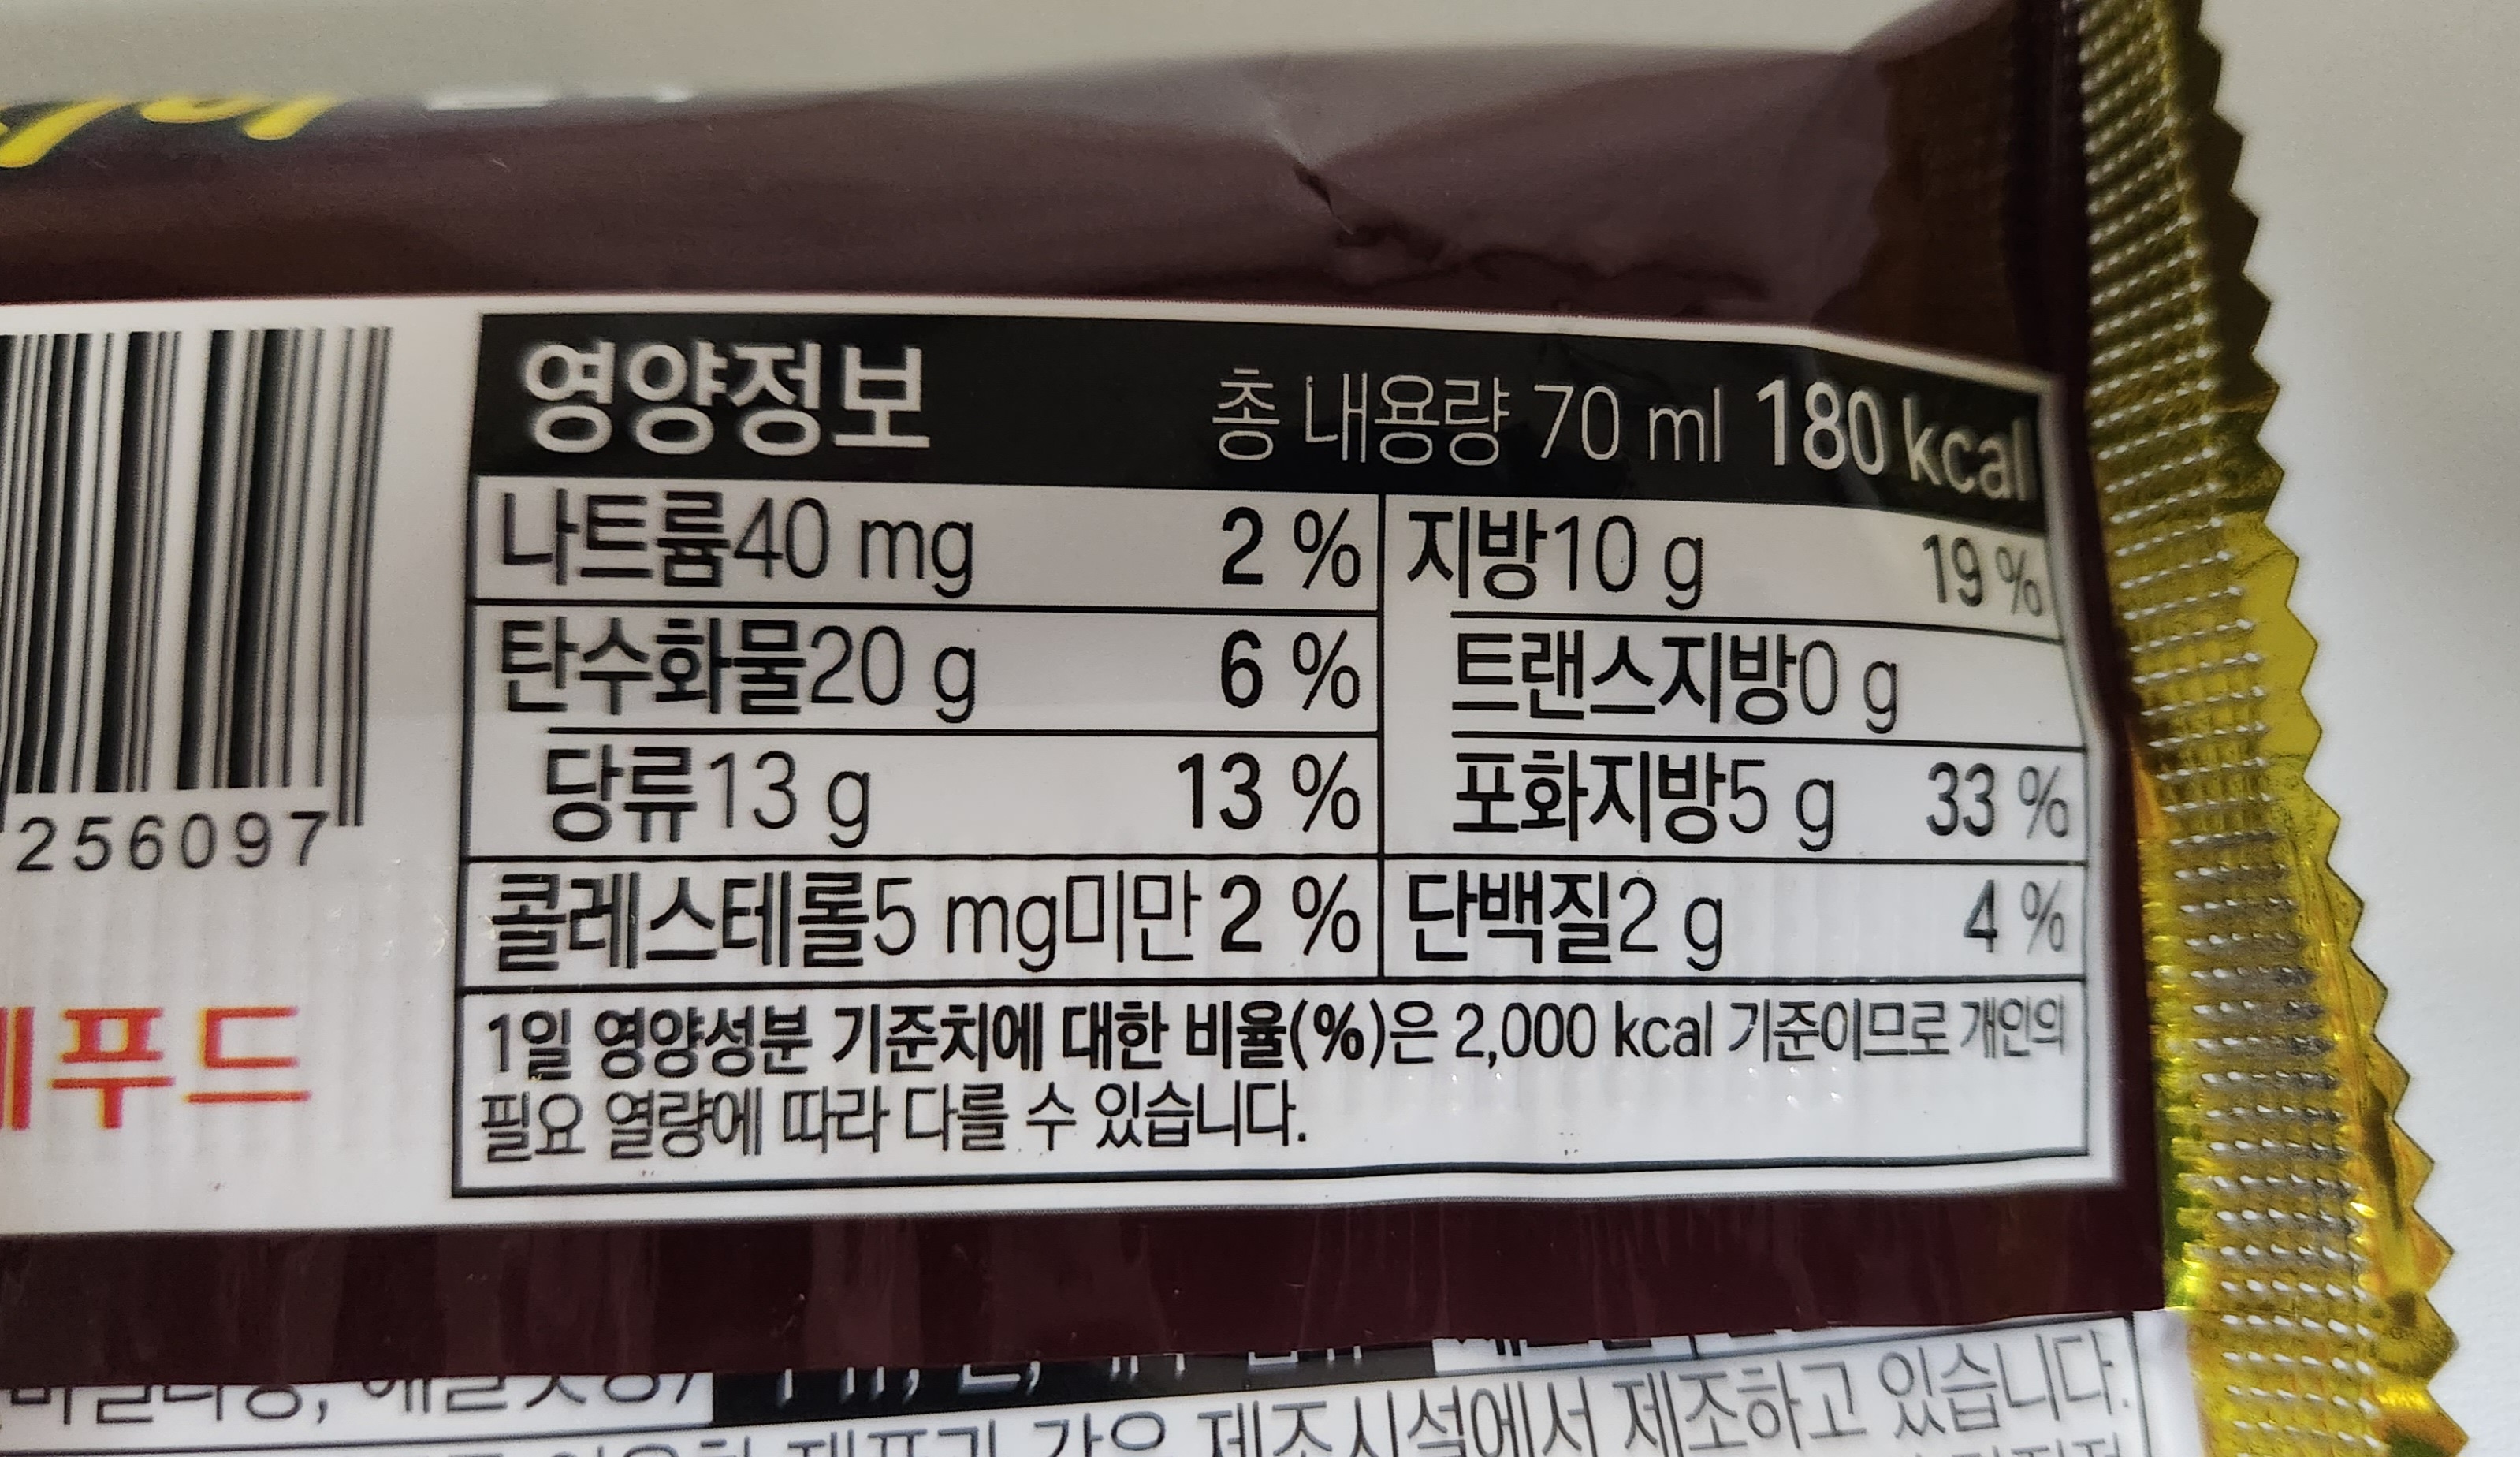 영양정보 총 내용량 70 ml 180 kcal
나트륨40 mg 2 % 지방10 g 19 %
탄수화물20 g 6 % 트랜스지방0 g
당류13 g 13 % 포화지방5 g 33 %
콜레스테롤5 mg미만 2 % 단백질2 g 4 %
1일 영양성분 기준치에 대한 비율(%)은 2,000 kcal 기준이므로 개인의
필요 열량에 따라 다를 수 있습니다.
256097
푸드
제조시설에서 제조하고 있습니다.